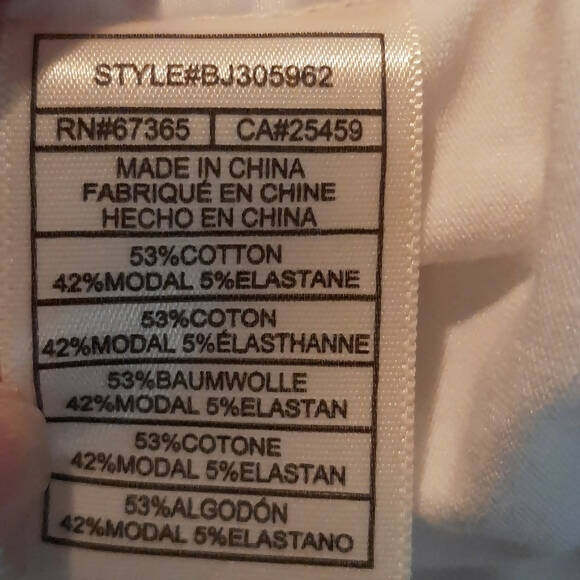 STYLE#BJ305962
RN#67365 CA#25459
MADE IN CHINA
FABRIQUÉ EN CHINE
HECHO EN CHINA
53%COTTON
42%MODAL 5%ELASTANE
53%COTON
42%MODAL 5%ÉLASTHANNE
53%BAUMWOLLE
42%MODAL 5%ELASTAN
53%COTONE
42%MODAL 5%ELASTAN
53%ALGODÓN
42%MODAL 5%ELASTANO